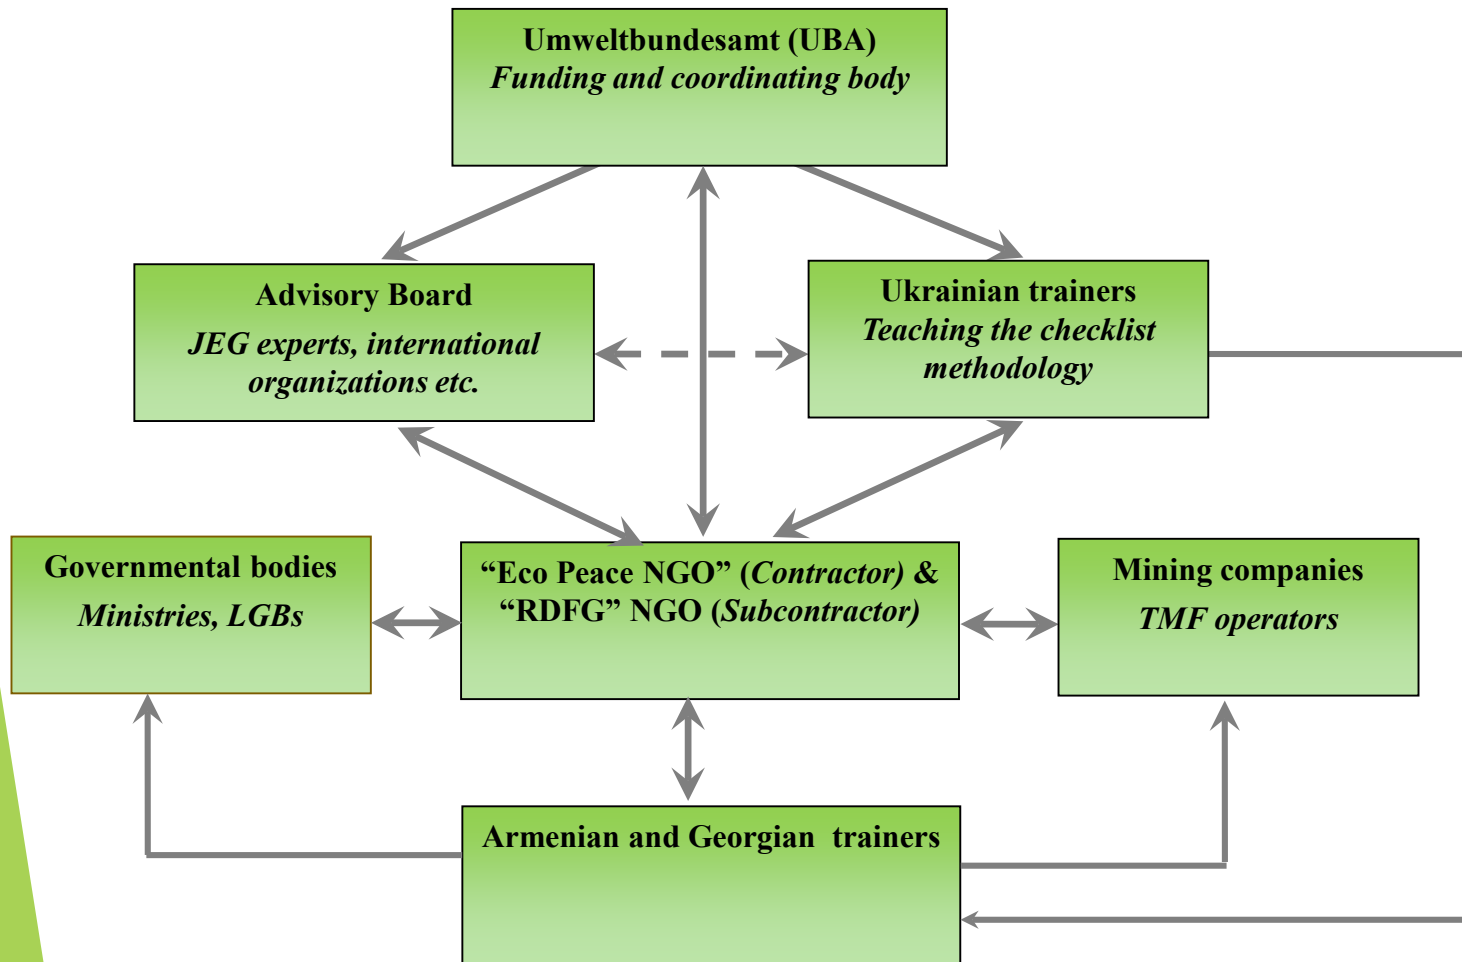 Umweltbundesamt (UBA)
Funding and coordinating body
Advisory Board
JEG experts, international
organizations etc.
Ukrainian trainers
Teaching the checklist
methodology
Governmental bodies
Ministries, LGBs
“Eco Peace NGO” (Contractor) &
“RDFG” NGO (Subcontractor)
Mining companies
TMF operators
Armenian and Georgian  trainers